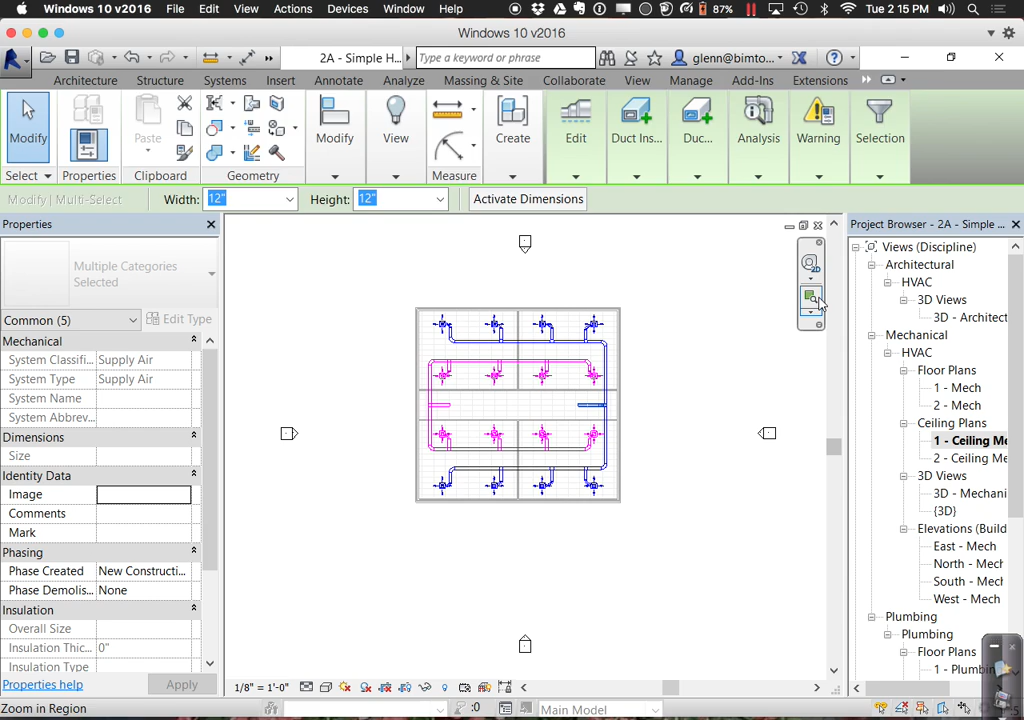 Windows 10 v2016 File Edit View Actions Devices Window Help 87% Tue 2 15 PM
Windows 10 v2016
2A - Simple H... Type a keyword or phrase glenn@bimto...
Architecture Structure Systems Insert Annotate Analyze Massing & Site Collaborate View Manage Add-Ins Extensions
Modify Paste Modify View Create Edit Duct Ins... Duc... Analysis Warning Selection
Select Properties Clipboard Geometry Measure
Modify | Multi-Select Width: 12" Height: 12" Activate Dimensions
Properties
Multiple Categories
Selected
Common (5) Edit Type
Mechanical
System Classifi... Supply Air
System Type Supply Air
System Name
System Abbrev...
Dimensions
Size
Identity Data
Image
Comments
Mark
Phasing
Phase Created New Constructi...
Phase Demolis... None
Insulation
Overall Size
Insulation Thic... 0"
Insulation Type
Properties help Apply
2D
Project Browser - 2A - Simple ...
Views (Discipline)
Architectural
HVAC
3D Views
3D - Architect
Mechanical
HVAC
Floor Plans
1 - Mech
2 - Mech
Ceiling Plans
1 - Ceiling Me
2 - Ceiling Me
3D Views
3D - Mechani
{3D}
Elevations (Build
East - Mech
North - Mech
South - Mech
West - Mech
Plumbing
Plumbing
Floor Plans
1 - Plumbin
1/8" = 1'-0"
Zoom in Region :0 Main Model